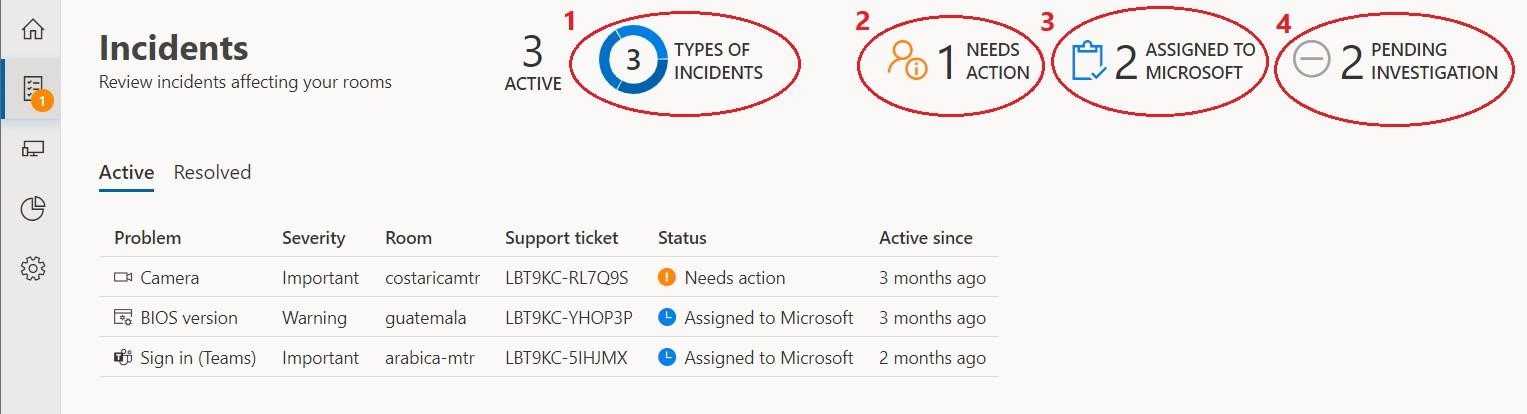 1
2
3
4
Incidents
Review incidents affecting your rooms
3
ACTIVE
3
TYPES OF
INCIDENTS
1
NEEDS
ACTION
2
ASSIGNED TO
MICROSOFT
2
PENDING
INVESTIGATION
1
Active Resolved
Problem Severity Room Support ticket Status Active since
Camera Important costaricamtr LBT9KC-RL7Q9S Needs action 3 months ago
BIOS version Warning guatemala LBT9KC-YHOP3P Assigned to Microsoft 3 months ago
Sign in (Teams) Important arabica-mtr LBT9KC-5IHJMX Assigned to Microsoft 2 months ago